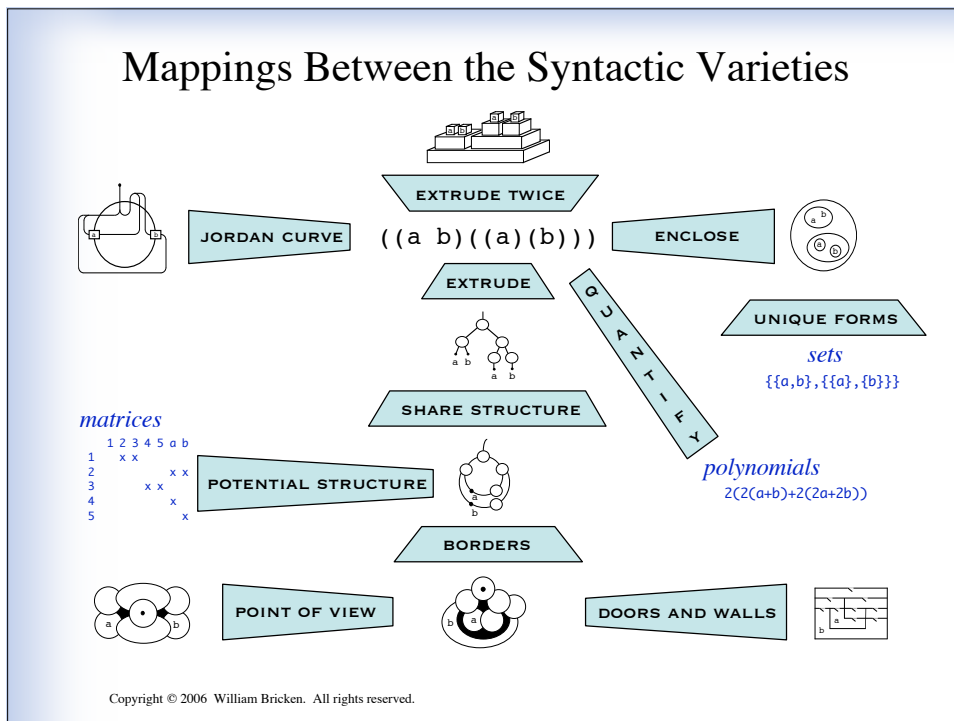 Mappings Between the Syntactic Varieties
a b a b
EXTRUDE TWICE
a b
JORDAN CURVE
((a b)((a)(b)))
ENCLOSE
a b
a b
EXTRUDE
QUANTIFY
UNIQUE FORMS
a b
a b
sets
{{a,b},{{a},{b}}}
SHARE STRUCTURE
matrices
1 2 3 4 5 a b
1 x x
2 x x
3 x x
4 x
5 x
POTENTIAL STRUCTURE
a
b
polynomials
2(2(a+b)+2(2a+2b))
BORDERS
a b
POINT OF VIEW
b a
DOORS AND WALLS
a
b
Copyright © 2006 William Bricken. All rights reserved.